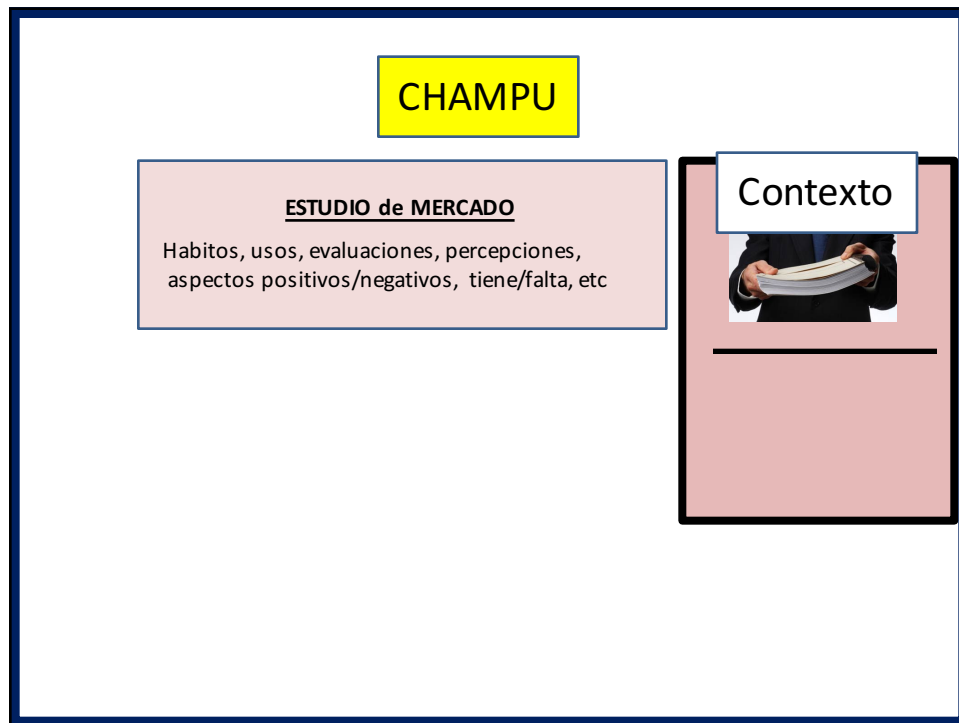 CHAMPU
ESTUDIO de MERCADO
Habitos, usos, evaluaciones, percepciones,
aspectos positivos/negativos, tiene/falta, etc
Contexto